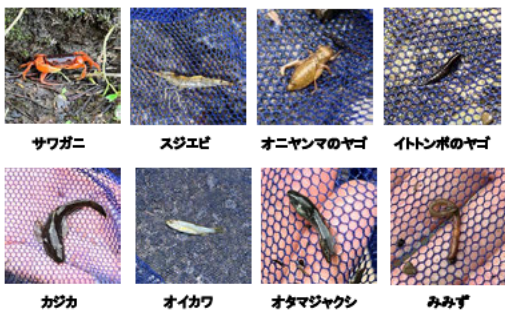 サワガニ
スジエビ
オニヤンマのヤゴ
イトトンボのヤゴ
カジカ
オイカワ
オタマジャクシ
みみず